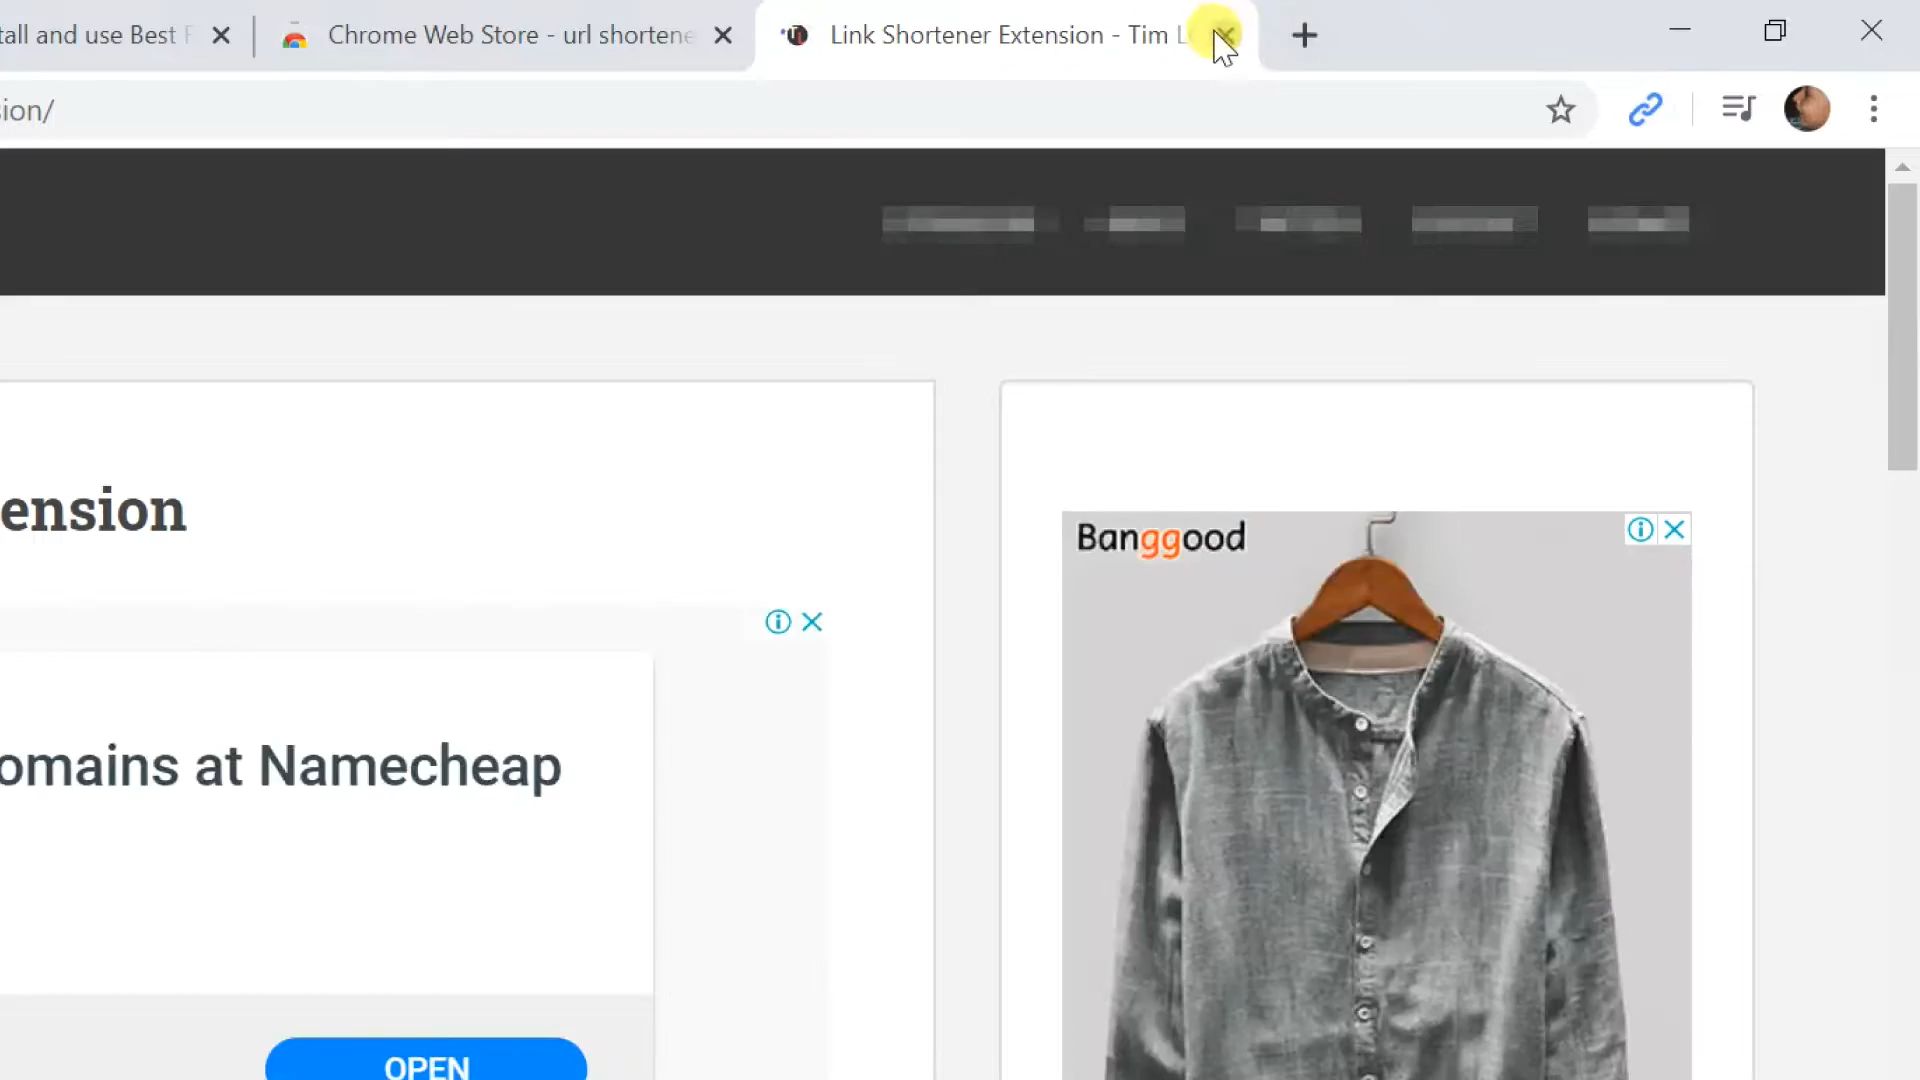 tall and use Best F
Chrome Web Store - url shortene
Link Shortener Extension - Tim L
sion/
ension
Banggood
omains at Namecheap
OPEN